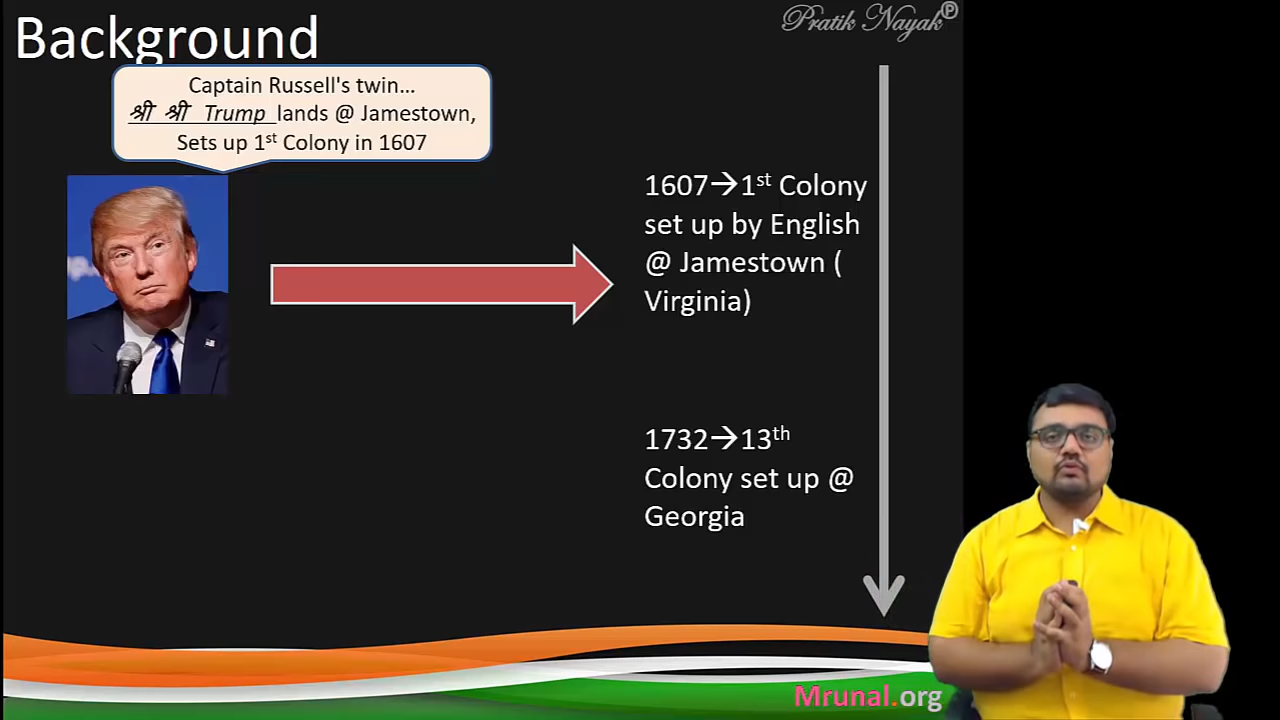 Background
Pratik Nayak ℗
Captain Russell's twin...
श्री श्री Trump lands @ Jamestown,
Sets up 1st Colony in 1607
1607→1st Colony
set up by English
@ Jamestown (
Virginia)
1732→13th
Colony set up @
Georgia
Mrunal.org